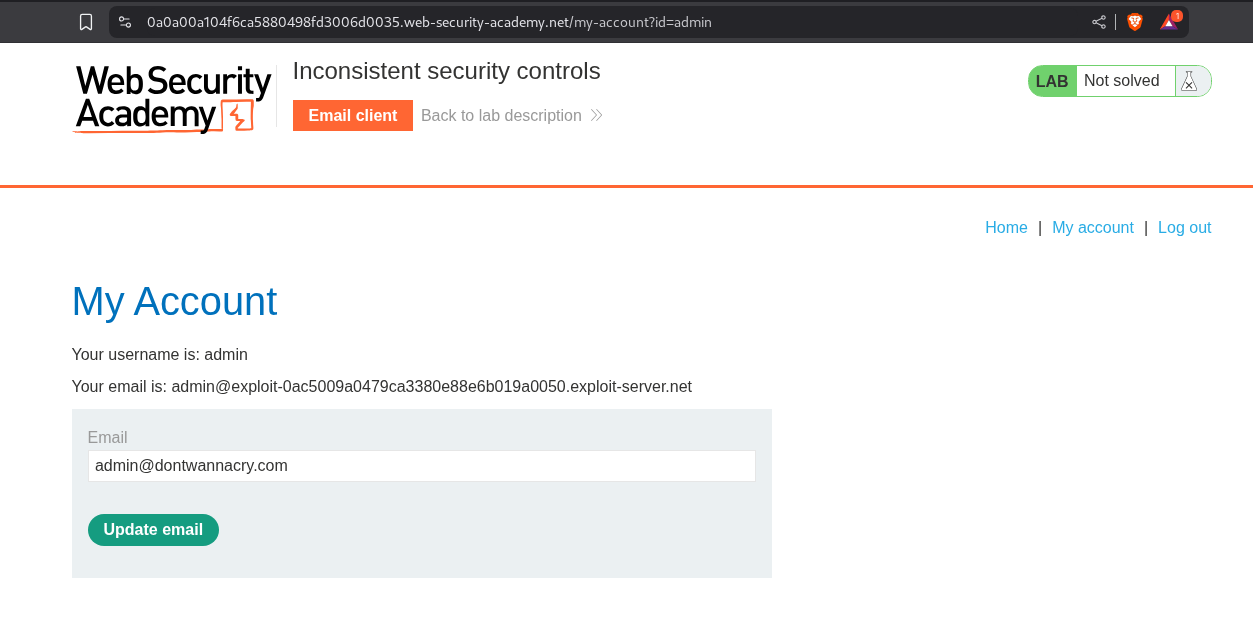 0a0a00a104f6ca5880498fd3006d0035.web-security-academy.net/my-account?id=admin
1
Web Security
Academy
Inconsistent security controls
Email client
Back to lab description
LAB
Not solved
Home | My account | Log out
My Account
Your username is: admin
Your email is: admin@exploit-0ac5009a0479ca3380e88e6b019a0050.exploit-server.net
Email
admin@dontwannacry.com
Update email